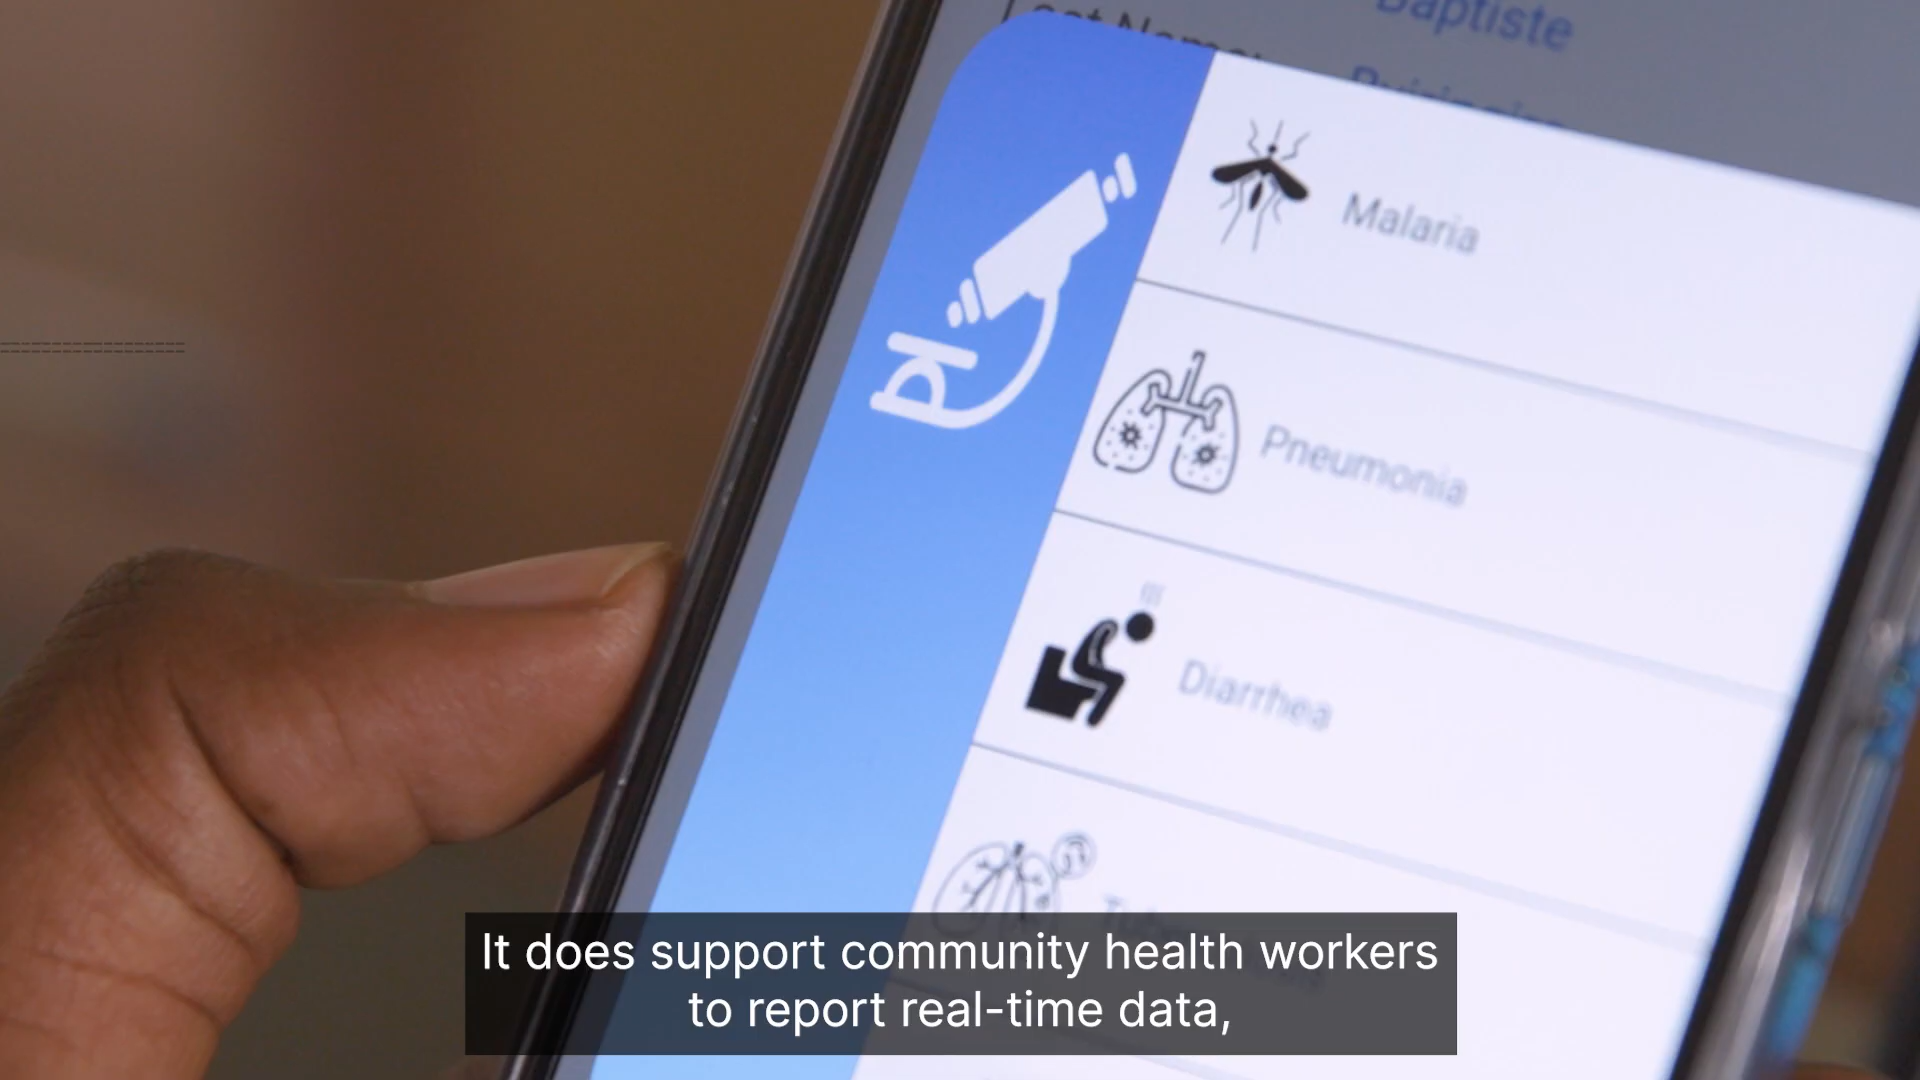 Baptiste
Malaria
Pneumonia
Diarrhea
It does support community health workers
to report real-time data,